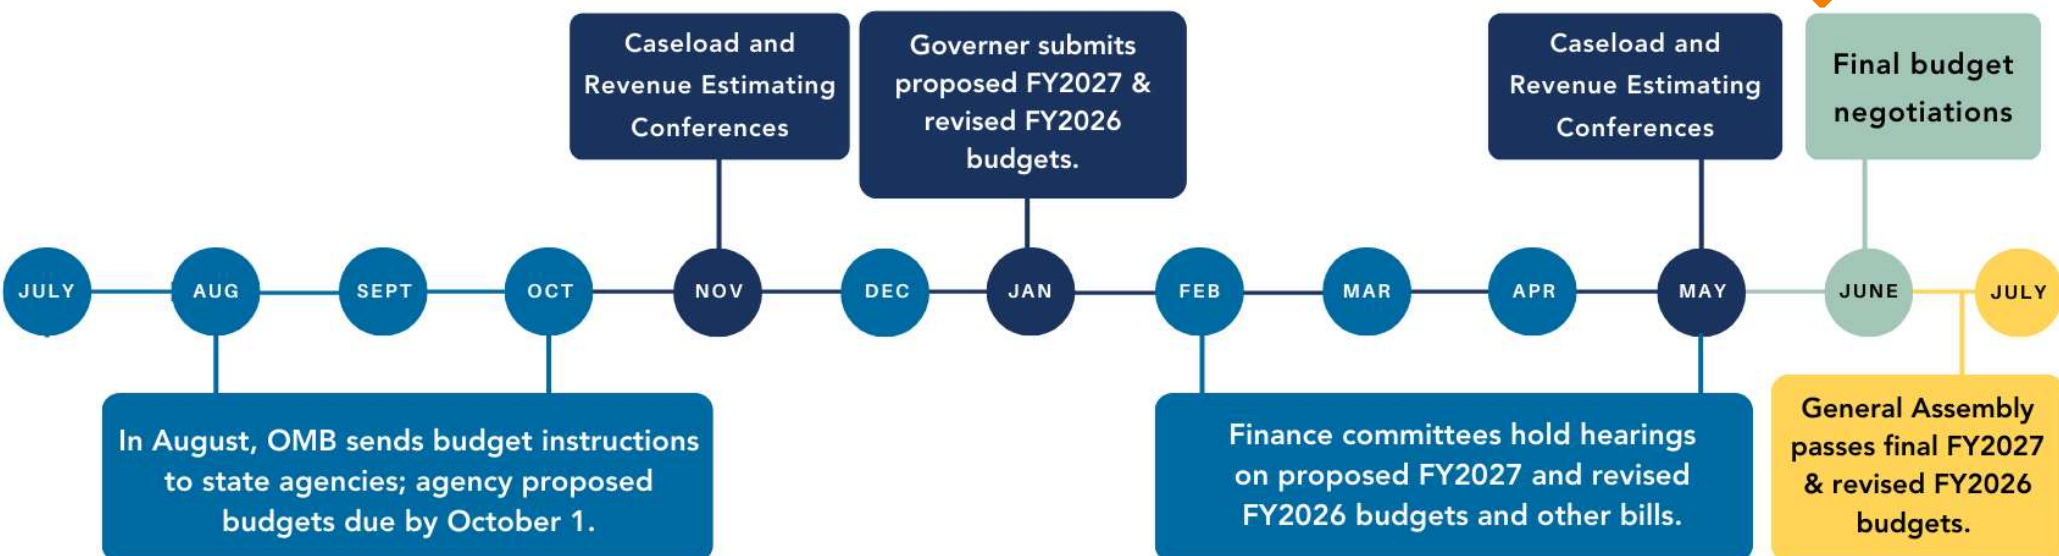 Caseload and
Revenue Estimating
Conferences
Governer submits
proposed FY2027 &
revised FY2026
budgets.
Caseload and
Revenue Estimating
Conferences
Final budget
negotiations
JULY
AUG
SEPT
OCT
NOV
DEC
JAN
FEB
MAR
APR
MAY
JUNE
JULY
In August, OMB sends budget instructions
to state agencies; agency proposed
budgets due by October 1.
Finance committees hold hearings
on proposed FY2027 and revised
FY2026 budgets and other bills.
General Assembly
passes final FY2027
& revised FY2026
budgets.